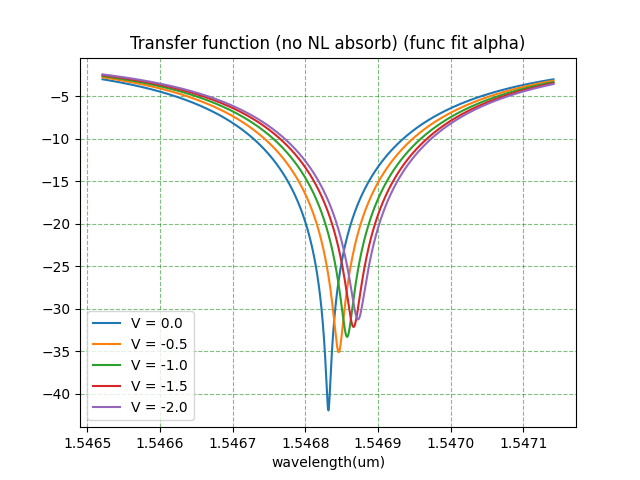 Transfer function (no NL absorb) (func fit alpha)
−5
−10
−15
−20
−25
−30
−35
−40
V = 0.0
V = -0.5
V = -1.0
V = -1.5
V = -2.0
1.5465 1.5466 1.5467 1.5468 1.5469 1.5470 1.5471
wavelength(um)